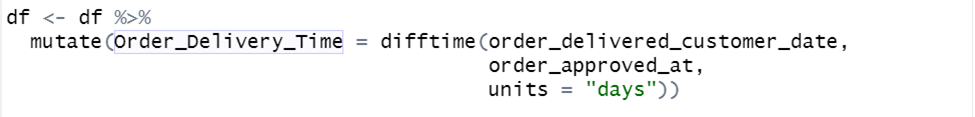 df <- df %>%
mutate(Order_Delivery_Time = difftime(order_delivered_customer_date,
order_approved_at,
units = "days"))